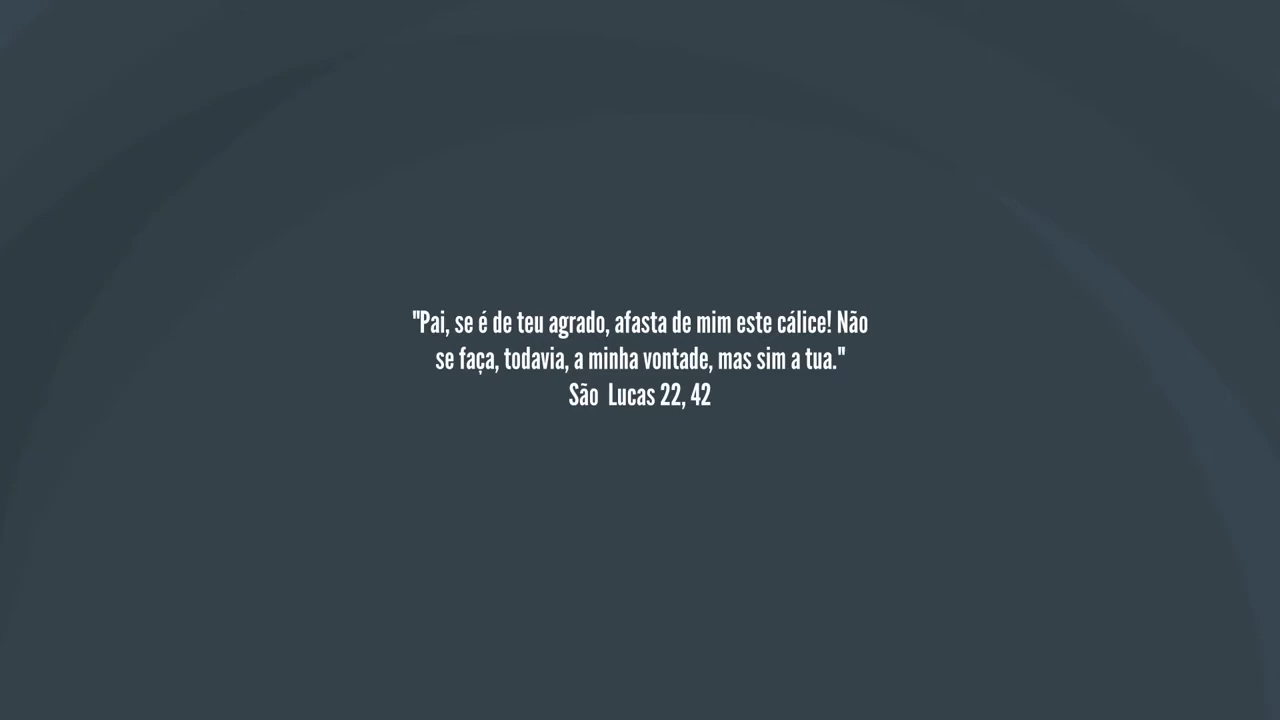 "Pai, se é de teu agrado, afasta de mim este cálice! Não
se faça, todavia, a minha vontade, mas sim a tua."
São  Lucas 22, 42